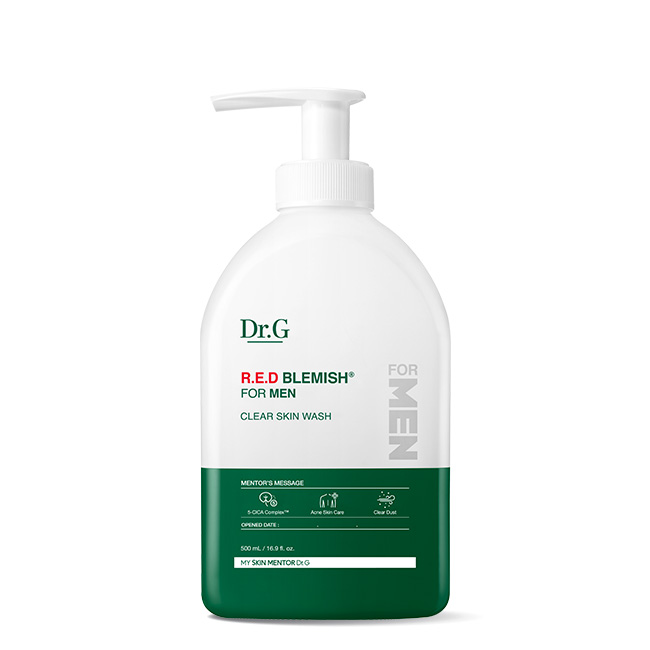 Dr.G
R.E.D BLEMISH®
FOR MEN
CLEAR SKIN WASH
FOR
MEN
MENTOR'S MESSAGE
5-CICA Complex™
Acne Skin Care
Clear Dust
OPENED DATE : . .
500 mL / 16.9 fl. oz.
MY SKIN MENTOR Dr.G